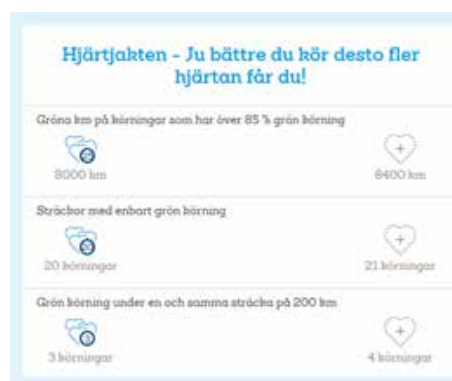 Hjärtjakten - Ju bättre du kör desto fler
hjärtan får du!
Gröna km på körningar som har över 85 % grön körning
8000 km
8400 km
Sträckor med enbart grön körning
20 körningar
21 körningar
Grön körning under en och samma sträcka på 200 km
3 körningar
4 körningar